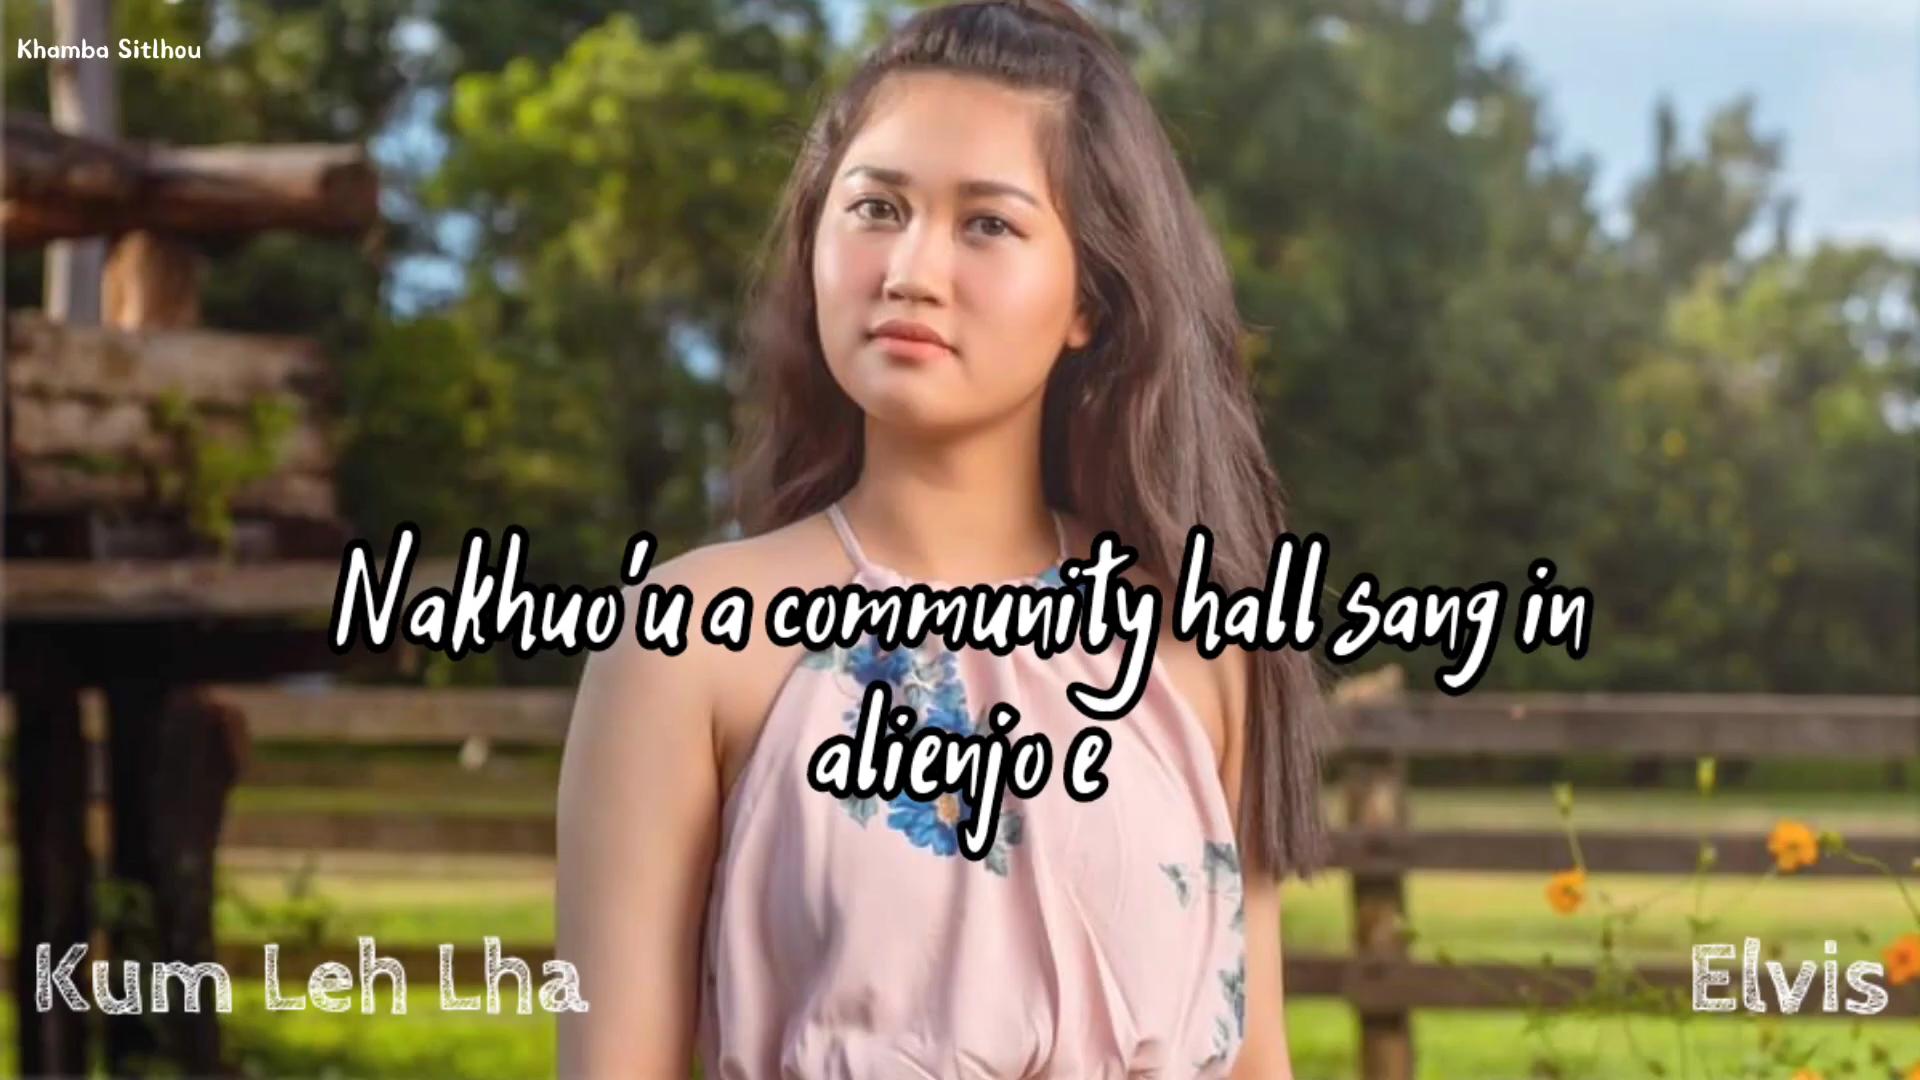 Khamba Sitlhou
Nakhuo'u a community hall sang in
alienjo e
Kum Leh Lha
Elvis